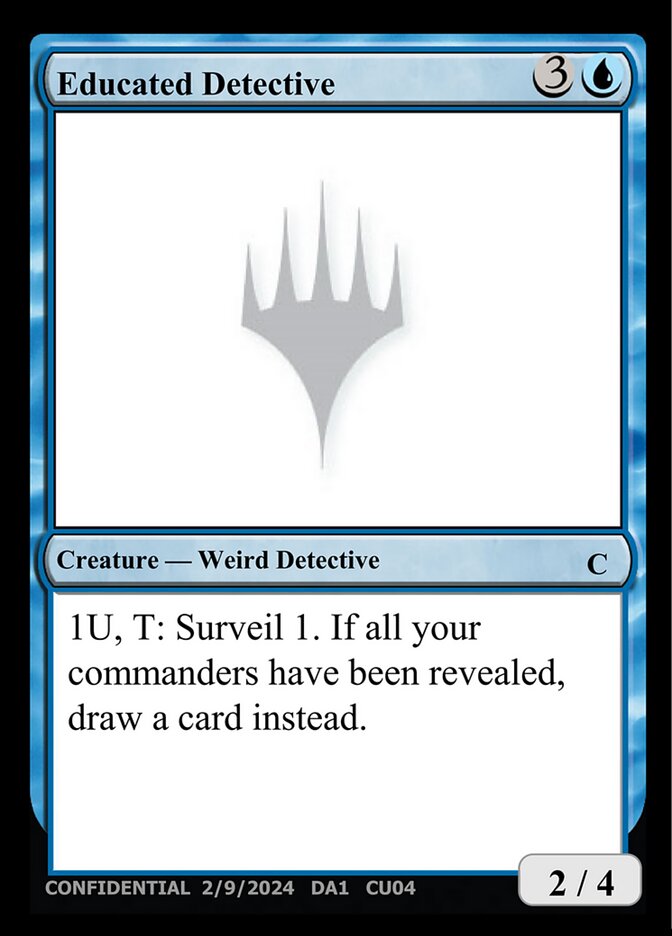 Educated Detective 3
Creature — Weird Detective C
1U, T: Surveil 1. If all your
commanders have been revealed,
draw a card instead.
CONFIDENTIAL 2/9/2024 DA1 CU04
2 / 4